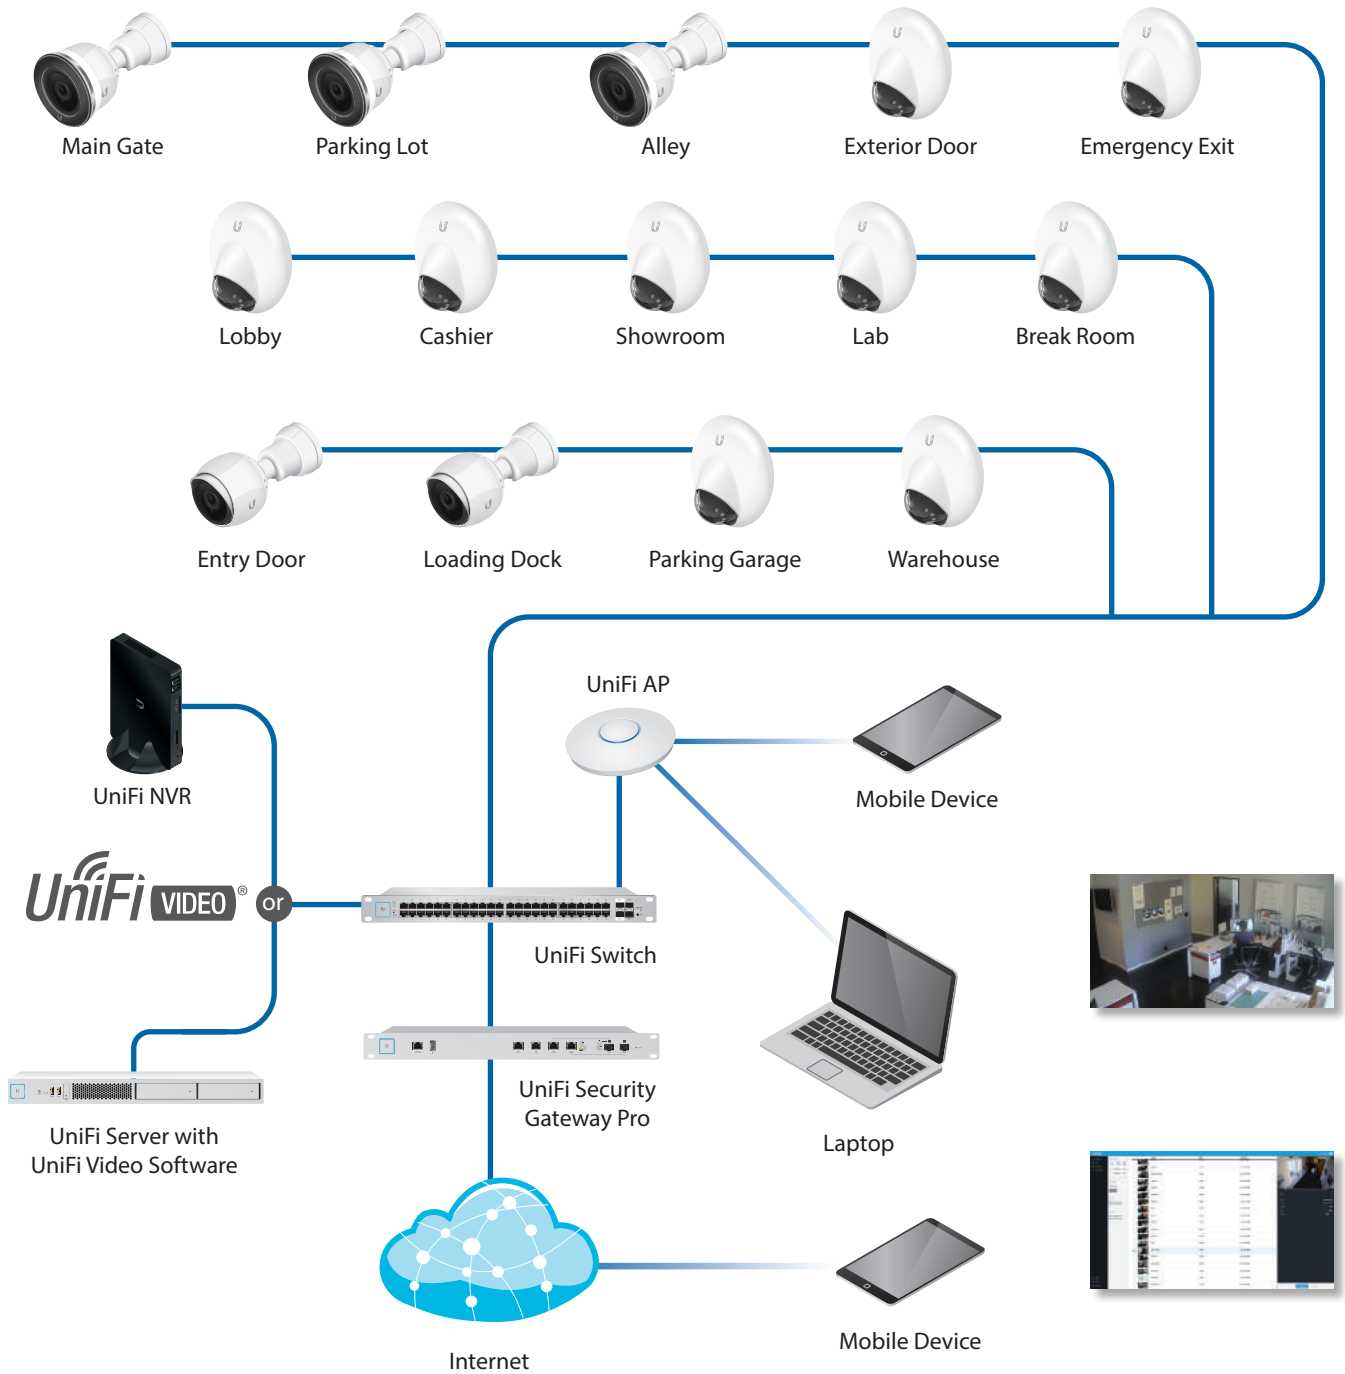 Main Gate
Parking Lot
Alley
Exterior Door
Emergency Exit
Lobby
Cashier
Showroom
Lab
Break Room
Entry Door
Loading Dock
Parking Garage
Warehouse
UniFi AP
UniFi NVR
Mobile Device
UniFi VIDEO®
or
UniFi Switch
UniFi Security
Gateway Pro
UniFi Server with
UniFi Video Software
Laptop
Internet
Mobile Device